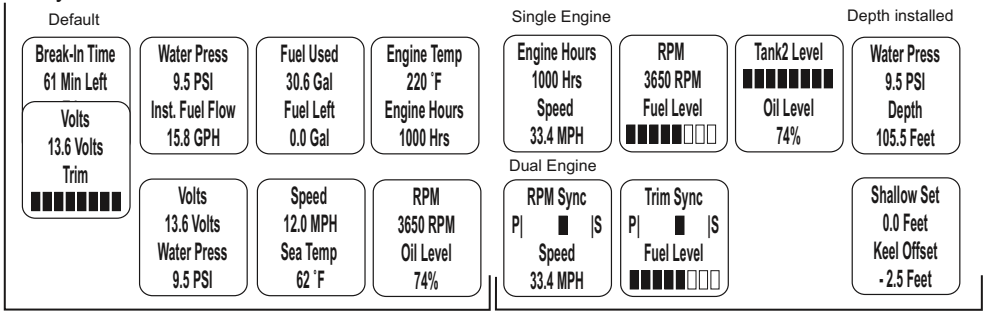 Default
Single Engine
Depth installed
Break-In Time
61 Min Left
Volts
13.6 Volts
Trim
Water Press
9.5 PSI
Inst. Fuel Flow
15.8 GPH
Fuel Used
30.6 Gal
Fuel Left
0.0 Gal
Engine Temp
220 °F
Engine Hours
1000 Hrs
Engine Hours
1000 Hrs
Speed
33.4 MPH
RPM
3650 RPM
Fuel Level
Tank2 Level
Oil Level
74%
Water Press
9.5 PSI
Depth
105.5 Feet
Dual Engine
Volts
13.6 Volts
Water Press
9.5 PSI
Speed
12.0 MPH
Sea Temp
62 °F
RPM
3650 RPM
Oil Level
74%
RPM Sync
P| |S
Speed
33.4 MPH
Trim Sync
P| |S
Fuel Level
Shallow Set
0.0 Feet
Keel Offset
- 2.5 Feet